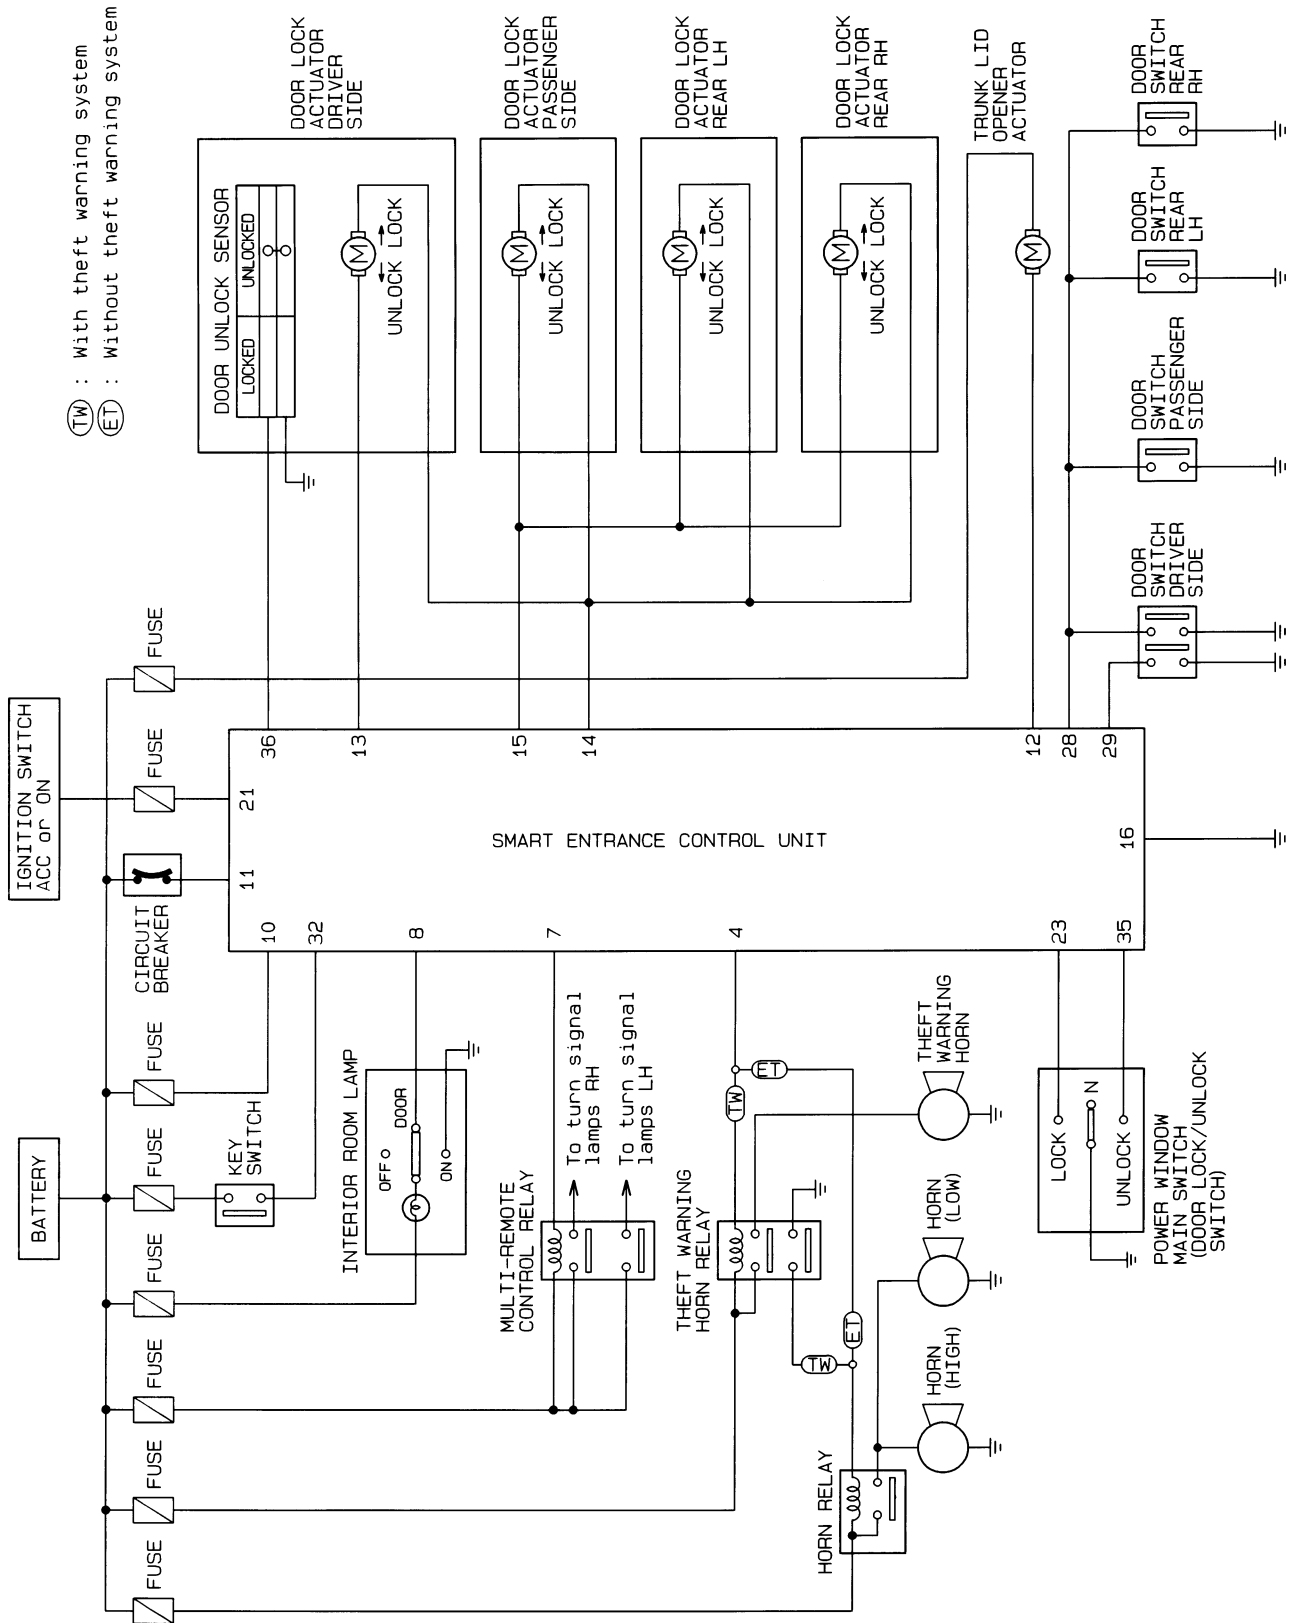 (TW) : With theft warning system
(ET) : Without theft warning system
IGNITION SWITCH
ACC or ON
BATTERY
FUSE
FUSE
FUSE
FUSE
FUSE
FUSE
FUSE
FUSE
CIRCUIT
BREAKER
KEY
SWITCH
DOOR LOCK
ACTUATOR
DRIVER
SIDE
DOOR UNLOCK SENSOR
LOCKED
UNLOCKED
M
UNLOCK LOCK
DOOR LOCK
ACTUATOR
PASSENGER
SIDE
M
UNLOCK LOCK
DOOR LOCK
ACTUATOR
REAR LH
M
UNLOCK LOCK
DOOR LOCK
ACTUATOR
REAR RH
M
UNLOCK LOCK
TRUNK LID
OPENER
ACTUATOR
M
SMART ENTRANCE CONTROL UNIT
10
11
21
36
32
13
8
15
7
14
4
12
23
28
35
29
16
INTERIOR ROOM LAMP
OFF
DOOR
ON
MULTI-REMOTE
CONTROL RELAY
To turn signal
lamps RH
To turn signal
lamps LH
THEFT WARNING
HORN RELAY
TW
ET
TW
ET
HORN RELAY
HORN
(HIGH)
HORN
(LOW)
THEFT
WARNING
HORN
LOCK
N
UNLOCK
POWER WINDOW
MAIN SWITCH
(DOOR LOCK/UNLOCK
SWITCH)
DOOR
SWITCH
DRIVER
SIDE
DOOR
SWITCH
PASSENGER
SIDE
DOOR
SWITCH
REAR
LH
DOOR
SWITCH
REAR
RH